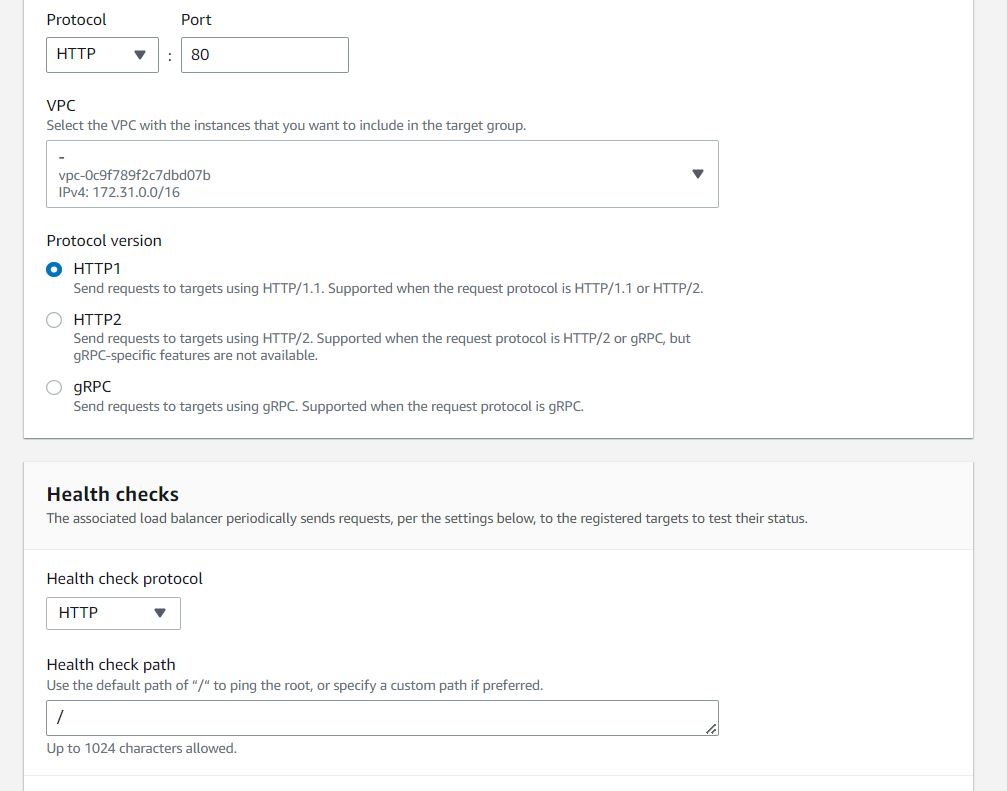 Protocol Port
HTTP : 80
VPC
Select the VPC with the instances that you want to include in the target group.
-
vpc-0c9f789f2c7dbd07b
IPv4: 172.31.0.0/16
Protocol version
HTTP1
Send requests to targets using HTTP/1.1. Supported when the request protocol is HTTP/1.1 or HTTP/2.
HTTP2
Send requests to targets using HTTP/2. Supported when the request protocol is HTTP/2 or gRPC, but
gRPC-specific features are not available.
gRPC
Send requests to targets using gRPC. Supported when the request protocol is gRPC.
Health checks
The associated load balancer periodically sends requests, per the settings below, to the registered targets to test their status.
Health check protocol
HTTP
Health check path
Use the default path of "/" to ping the root, or specify a custom path if preferred.
/
Up to 1024 characters allowed.